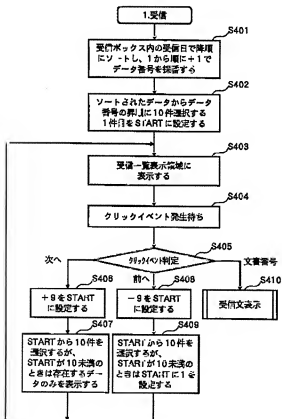 1.受信
S401
受信ボックス内の受信日で降順
にソートし、1から順に+1で
データ番号を採番する
S402
ソートされたデータからデータ
番号の昇順に10件選択する
1件目をSTARTに設定する
S403
受信一覧表示領域に
表示する
S404
クリックイベント発生待ち
S405
クリックイベント判定
次へ
前へ
文書番号
S406
+9をSTART
に設定する
S408
-9をSTART
に設定する
S410
受信文表示
S407
STARTから10件を
選択するが、
STARTが10未満の
ときは存在するデー
タのみを表示する
S409
STARTから10件を
選択するが、
STARTが10未満の
ときはSTARTに1を
設定する